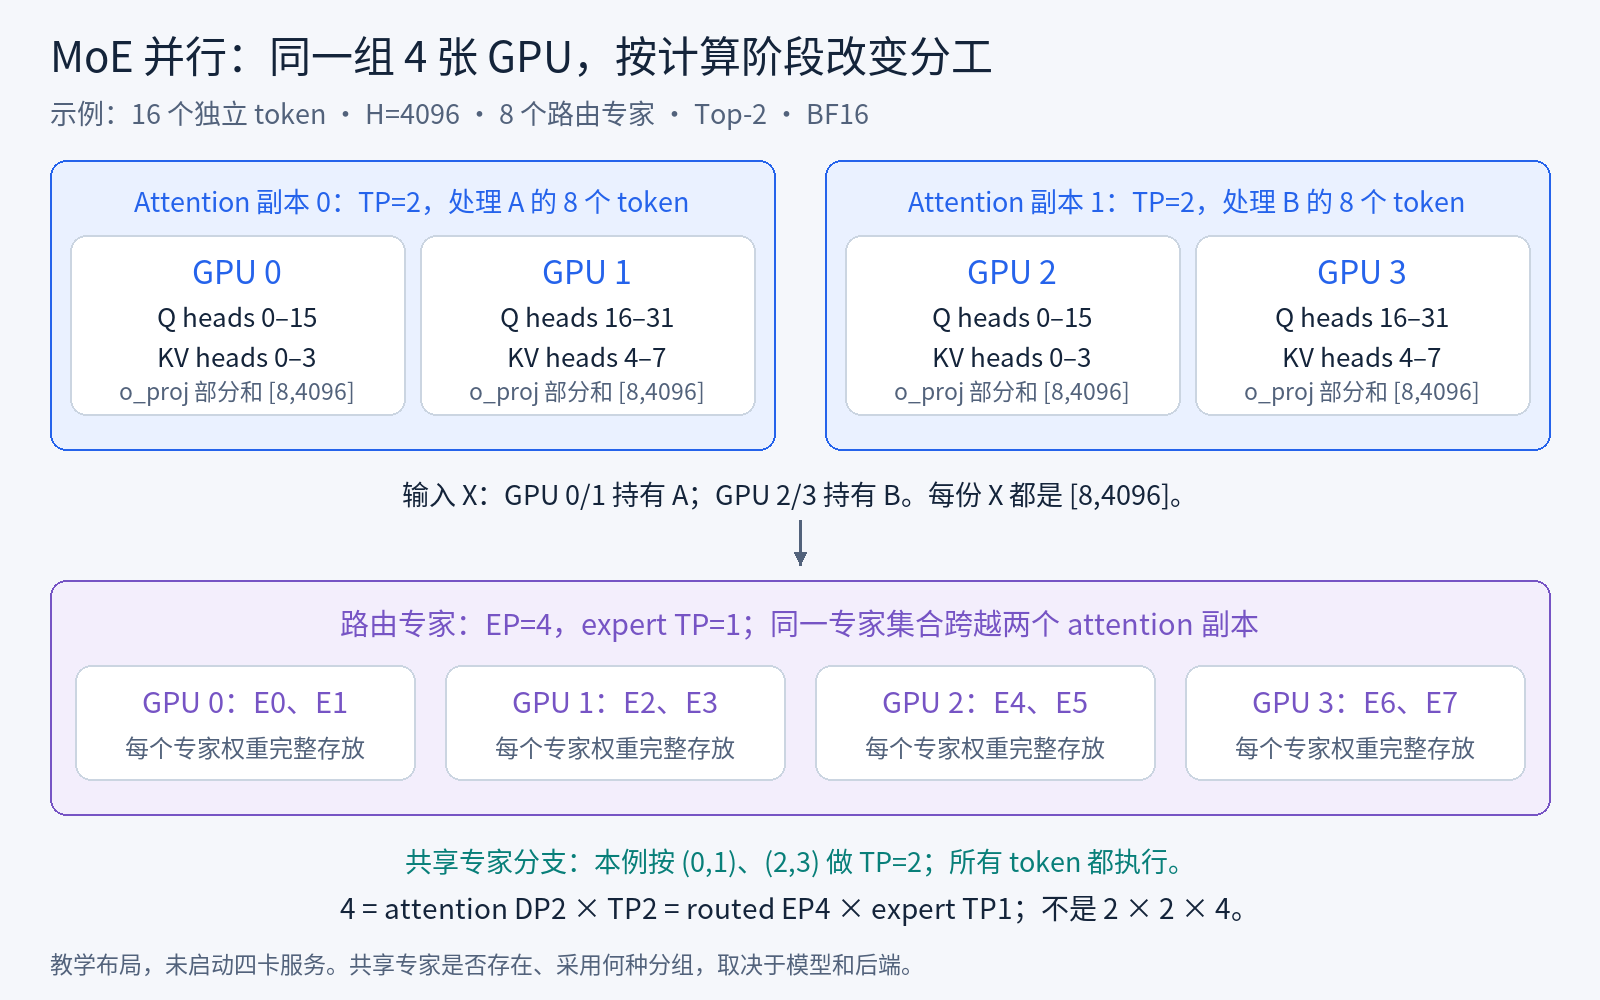 MoE 并行：同一组 4 张 GPU，按计算阶段改变分工
示例：16 个独立 token · H=4096 · 8 个路由专家 · Top-2 · BF16
Attention 副本 0：TP=2，处理 A 的 8 个 token
GPU 0
Q heads 0–15
KV heads 0–3
o_proj 部分和 [8,4096]
GPU 1
Q heads 16–31
KV heads 4–7
o_proj 部分和 [8,4096]
Attention 副本 1：TP=2，处理 B 的 8 个 token
GPU 2
Q heads 0–15
KV heads 0–3
o_proj 部分和 [8,4096]
GPU 3
Q heads 16–31
KV heads 4–7
o_proj 部分和 [8,4096]
输入 X：GPU 0/1 持有 A；GPU 2/3 持有 B。每份 X 都是 [8,4096]。
路由专家：EP=4，expert TP=1；同一专家集合跨越两个 attention 副本
GPU 0：E0、E1
每个专家权重完整存放
GPU 1：E2、E3
每个专家权重完整存放
GPU 2：E4、E5
每个专家权重完整存放
GPU 3：E6、E7
每个专家权重完整存放
共享专家分支：本例按 (0,1)、(2,3) 做 TP=2；所有 token 都执行。
4 = attention DP2 × TP2 = routed EP4 × expert TP1；不是 2 × 2 × 4。
教学布局，未启动四卡服务。共享专家是否存在、采用何种分组，取决于模型和后端。